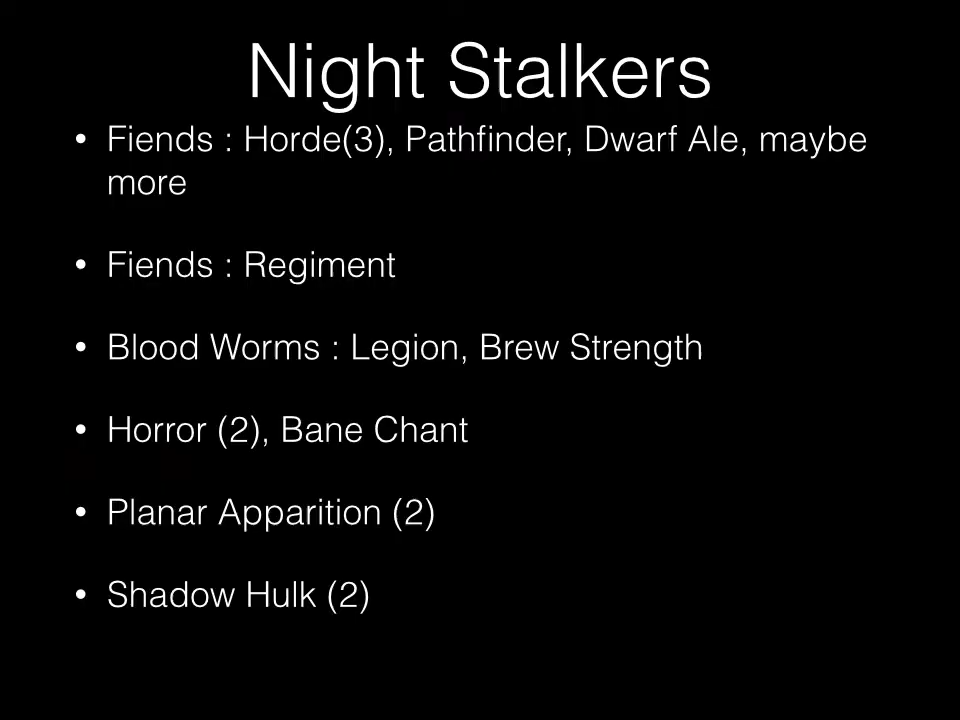 Night Stalkers
• Fiends : Horde(3), Pathfinder, Dwarf Ale, maybe
more
• Fiends : Regiment
• Blood Worms : Legion, Brew Strength
• Horror (2), Bane Chant
• Planar Apparition (2)
• Shadow Hulk (2)